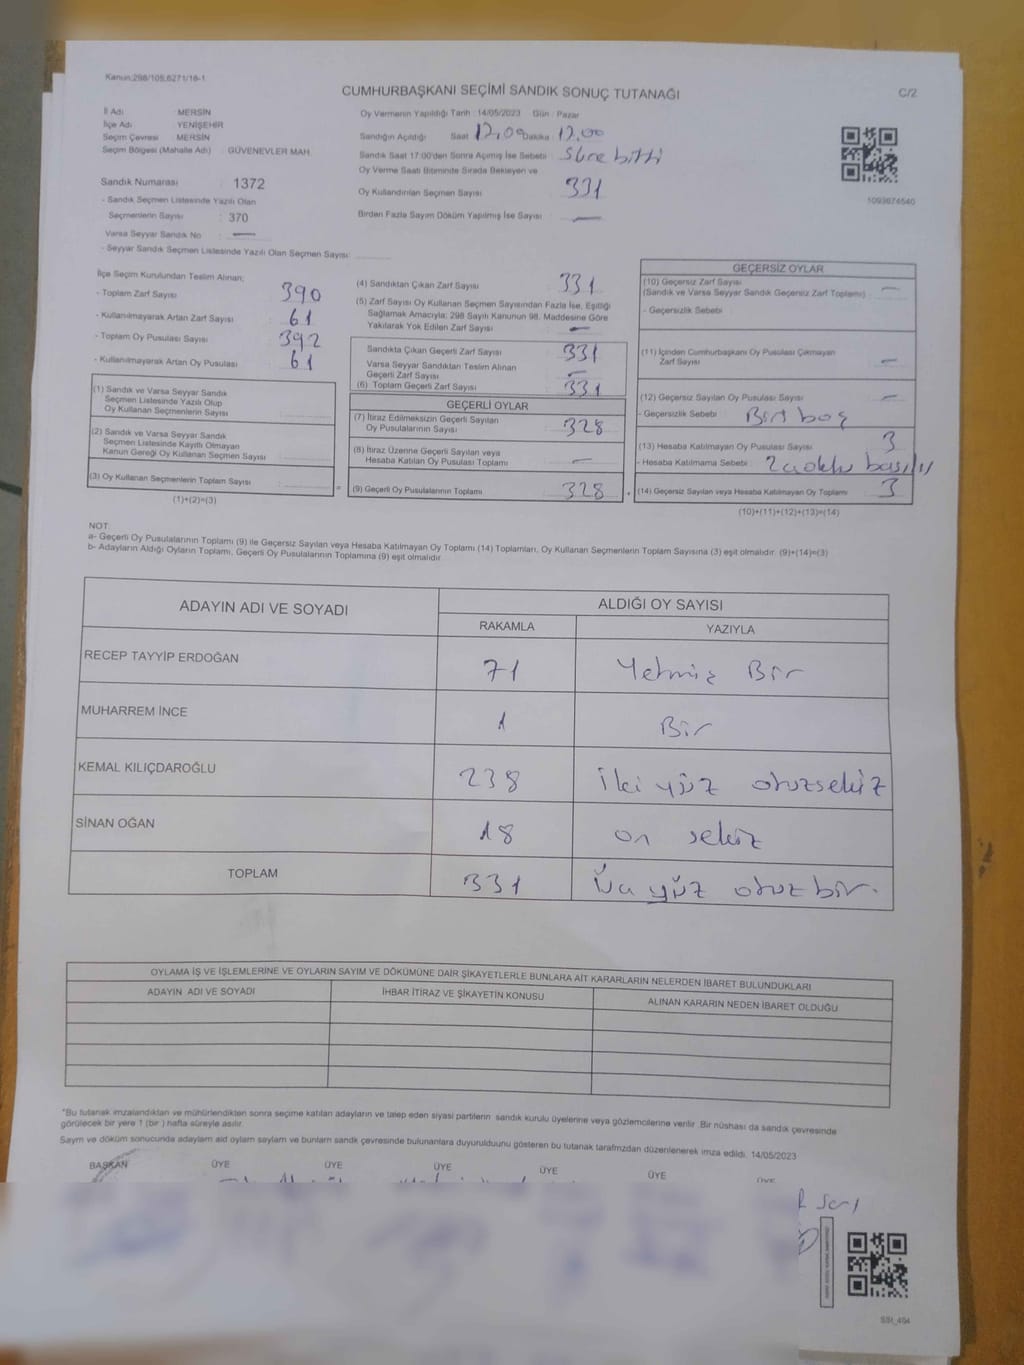 Kanun:298/105;6271/16-1
CUMHURBAŞKANI SEÇİMİ SANDIK SONUÇ TUTANAĞI
C/2
İl Adı : MERSİN
İlçe Adı : YENİŞEHİR
Seçim Çevresi : MERSİN
Seçim Bölgesi (Mahalle Adı) : GÜVENEVLER MAH.
Sandık Numarası : 1372
- Sandık Seçmen Listesinde Yazılı Olan
Seçmenlerin Sayısı : 370
Varsa Seyyar Sandık No : —
- Seyyar Sandık Seçmen Listesinde Yazılı Olan Seçmen Sayısı:
Oy Vermenin Yapıldığı Tarih : 14/05/2023 Gün : Pazar
Sandığın Açıldığı Saat 17,00 Dakika : 17,00
Sandık Saat 17:00'den Sonra Açmış İse Sebebi : Süre bitti
Oy Verme Saati Bitiminde Sırada Bekleyen ve
Oy Kullandırılan Seçmen Sayısı : 331
Birden Fazla Sayım Döküm Yapılmış İse Sayısı : —
1093674540
İlçe Seçim Kurulundan Teslim Alınan;
- Toplam Zarf Sayısı : 390
- Kullanılmayarak Artan Zarf Sayısı : 61
- Toplam Oy Pusulası Sayısı : 392
- Kullanılmayarak Artan Oy Pusulası : 61
(1) Sandık ve Varsa Seyyar Sandık
Seçmen Listesinde Yazılı Olup
Oy Kullanan Seçmenlerin Sayısı :
(2) Sandık ve Varsa Seyyar Sandık
Seçmen Listesinde Kayıtlı Olmayan
Kanun Gereği Oy Kullanan Seçmen Sayısı :
(3) Oy Kullanan Seçmenlerin Toplam Sayısı :
(1)+(2)=(3)
(4) Sandıktan Çıkan Zarf Sayısı : 331
(5) Zarf Sayısı Oy Kullanan Seçmen Sayısından Fazla İse, Eşitliği
Sağlamak Amacıyla; 298 Sayılı Kanunun 98. Maddesine Göre
Yakılarak Yok Edilen Zarf Sayısı : —
Sandıkta Çıkan Geçerli Zarf Sayısı : 331
Varsa Seyyar Sandıktan Teslim Alınan
Geçerli Zarf Sayısı : —
(6) Toplam Geçerli Zarf Sayısı : 331
GEÇERLİ OYLAR
(7) İtiraz Edilmeksizin Geçerli Sayılan
Oy Pusulalarının Sayısı : 328
(8) İtiraz Üzerine Geçerli Sayılan veya
Hesaba Katılan Oy Pusulası Toplamı : —
(9) Geçerli Oy Pusulalarının Toplamı : 328
GEÇERSİZ OYLAR
(10) Geçersiz Zarf Sayısı
(Sandık ve Varsa Seyyar Sandık Geçersiz Zarf Toplamı) : —
- Geçersizlik Sebebi :
(11) İçinden Cumhurbaşkanı Oy Pusulası Çıkmayan
Zarf Sayısı : —
(12) Geçersiz Sayılan Oy Pusulası Sayısı : —
- Geçersizlik Sebebi : Biri boş
(13) Hesaba Katılmayan Oy Pusulası Sayısı : 3
- Hesaba Katılmama Sebebi : 2 adette basılıı
(14) Geçersiz Sayılan veya Hesaba Katılmayan Oy Toplamı : 3
(10)+(11)+(12)+(13)=(14)
NOT:
a- Geçerli Oy Pusulalarının Toplamı (9) ile Geçersiz Sayılan veya Hesaba Katılmayan Oy Toplamı (14) Toplamları, Oy Kullanan Seçmenlerin Toplam Sayısına (3) eşit olmalıdır. (9)+(14)=(3)
b- Adayların Aldığı Oyların Toplamı, Geçerli Oy Pusulalarının Toplamına (9) eşit olmalıdır.
ADAYIN ADI VE SOYADI ALDIĞI OY SAYISI
RAKAMLA YAZIYLA
RECEP TAYYİP ERDOĞAN 71 Yetmiş Bir
MUHARREM İNCE 1 Bir
KEMAL KILIÇDAROĞLU 238 İki yüz otuzsekiz
SİNAN OĞAN 18 on sekiz
TOPLAM 331 Üç yüz otuz bir.
OYLAMA İŞ VE İŞLEMLERİNE VE OYLARIN SAYIM VE DÖKÜMÜNE DAİR ŞİKAYETLERLE BUNLARA AİT KARARLARIN NELERDEN İBARET BULUNDUKLARI
ADAYIN ADI VE SOYADI İHBAR İTİRAZ VE ŞİKAYETİN KONUSU ALINAN KARARIN NEDEN İBARET OLDUĞU
*Bu tutanak imzalandıktan ve mühürlendikten sonra seçime katılan adayların ve talep eden siyasi partilerin sandık kurulu üyelerine veya gözlemcilerine verilir. Bir nüshası da sandık çevresinde
görülecek bir yere 1 (bir ) hafta süreyle asılır.
Sayım ve döküm sonucunda adayların aid oyların sayıları ve bunların sandık çevresinde bulunanlara duyurulduunu gösteren bu tutanak tarafımzdan düzenlenerek imza edildi. 14/05/2023
BAŞKAN ÜYE ÜYE ÜYE ÜYE ÜYE ÜYE
SSI_494